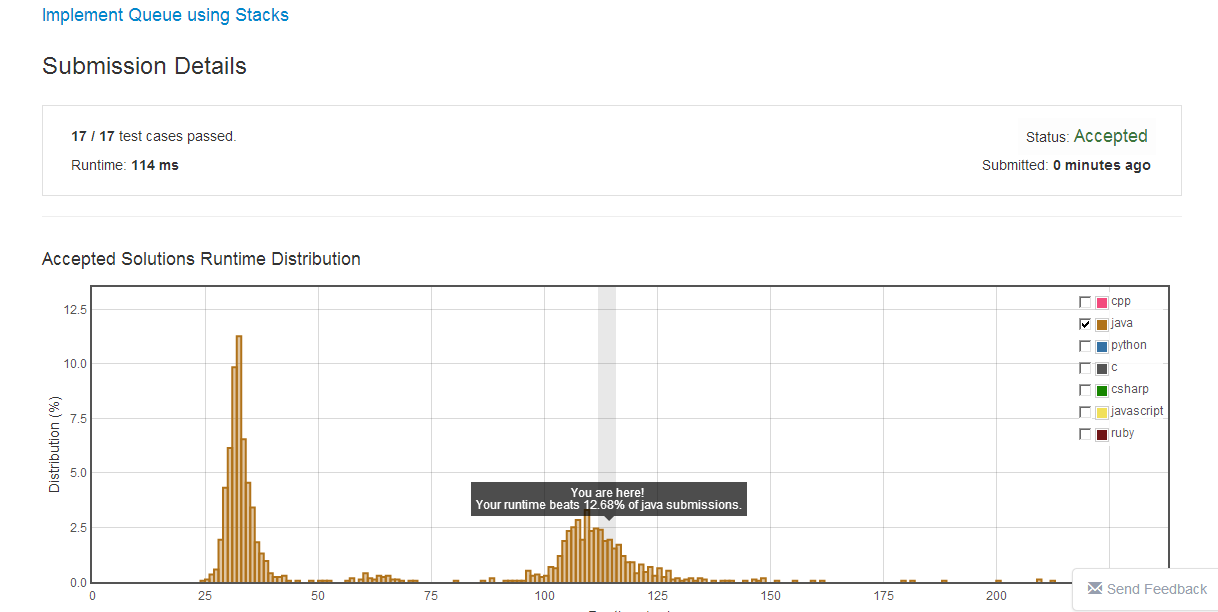 Implement Queue using Stacks
Submission Details
17 / 17 test cases passed.
Status: Accepted
Runtime: 114 ms
Submitted: 0 minutes ago
Accepted Solutions Runtime Distribution
Distribution (%)
12.5
10.0
7.5
5.0
2.5
0.0
cpp
java
python
c
csharp
javascript
ruby
You are here!
Your runtime beats 12.68% of java submissions.
0 25 50 75 100 125 150 175 200
Send Feedback